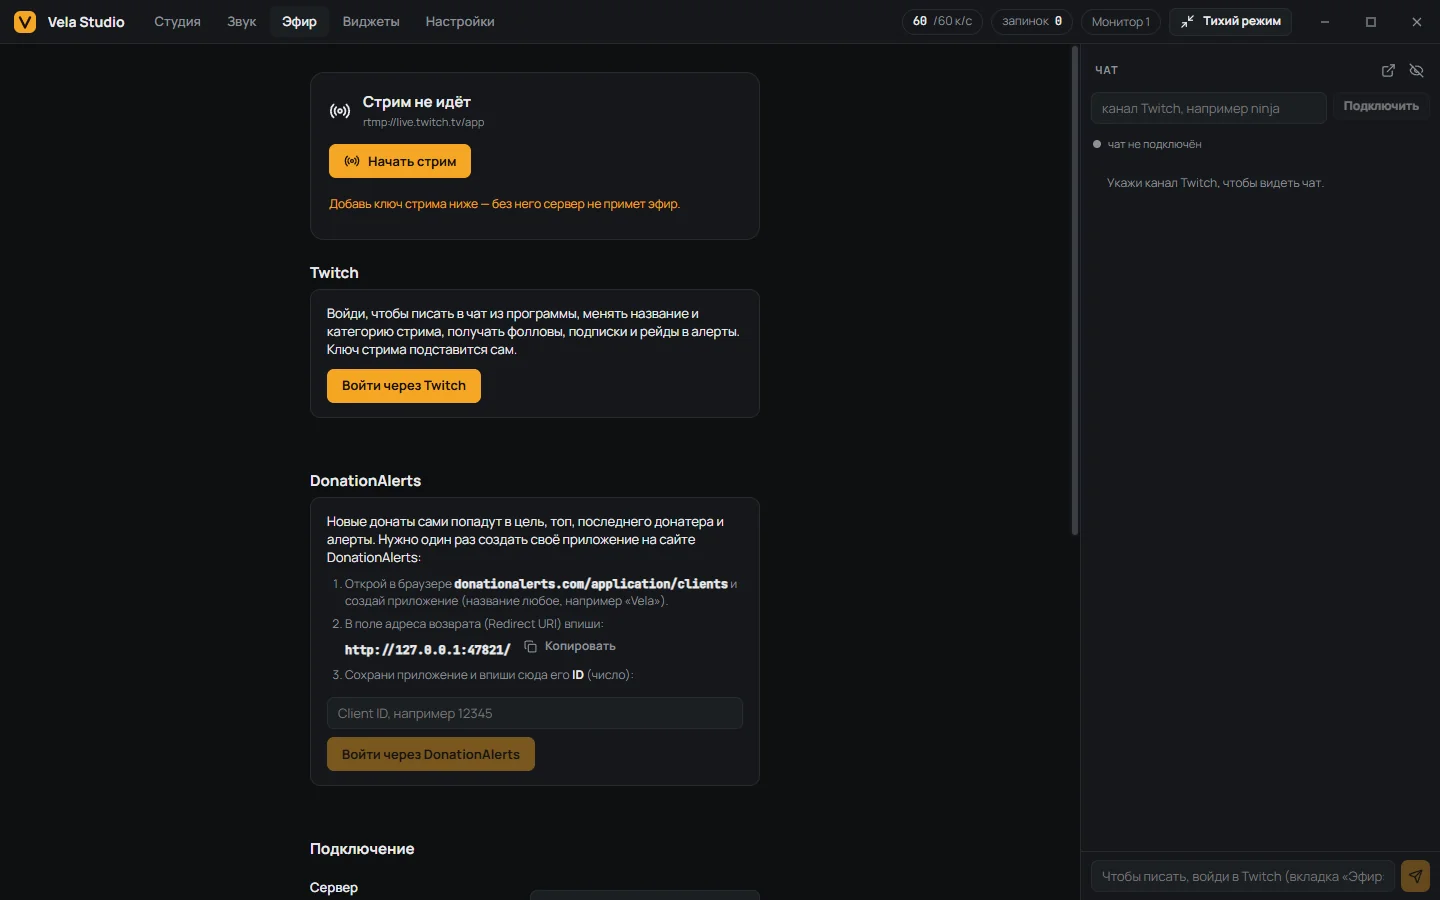 Vela Studio
Студия
Звук
Эфир
Виджеты
Настройки
60 /60 к/с
запинок 0
Монитор 1
Тихий режим
Стрим не идёт
rtmp://live.twitch.tv/app
Начать стрим
Добавь ключ стрима ниже — без него сервер не примет эфир.
Twitch
Войди, чтобы писать в чат из программы, менять название и
категорию стрима, получать фолловы, подписки и рейды в алерты.
Ключ стрима подставится сам.
Войти через Twitch
DonationAlerts
Новые донаты сами попадут в цель, топ, последнего донатера и
алерты. Нужно один раз создать своё приложение на сайте
DonationAlerts:
1. Открой в браузере donationalerts.com/application/clients и
создай приложение (название любое, например «Vela»).
2. В поле адреса возврата (Redirect URI) впиши:
http://127.0.0.1:47821/ Копировать
3. Сохрани приложение и впиши сюда его ID (число):
Client ID, например 12345
Войти через DonationAlerts
Подключение
Сервер
ЧАТ
канал Twitch, например ninja
Подключить
чат не подключён
Укажи канал Twitch, чтобы видеть чат.
Чтобы писать, войди в Twitch (вкладка «Эфир